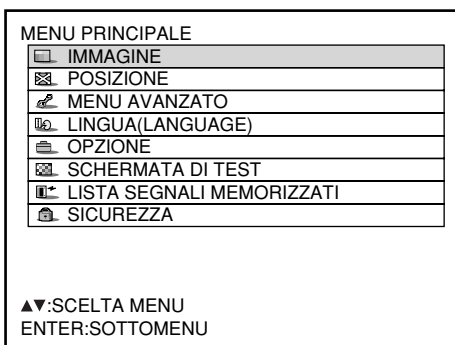 MENU PRINCIPALE
IMMAGINE
POSIZIONE
MENU AVANZATO
LINGUA(LANGUAGE)
OPZIONE
SCHERMATA DI TEST
LISTA SEGNALI MEMORIZZATI
SICUREZZA
▲▼:SCELTA MENU
ENTER:SOTTOMENU